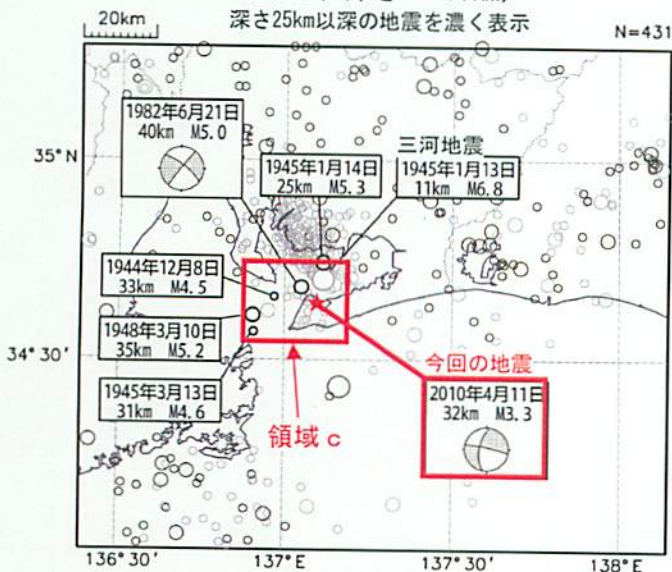 深さ25km以深の地震を濃く表示
20km
N=431
1982年6月21日
40km M5.0
35°N
三河地震
1945年1月14日
25km M5.3
1945年1月13日
11km M6.8
1944年12月8日
33km M4.5
1948年3月10日
35km M5.2
34°30'
1945年3月13日
31km M4.6
今回の地震
2010年4月11日
32km M3.3
領域c
136°30'
137°E
137°30'
138°E